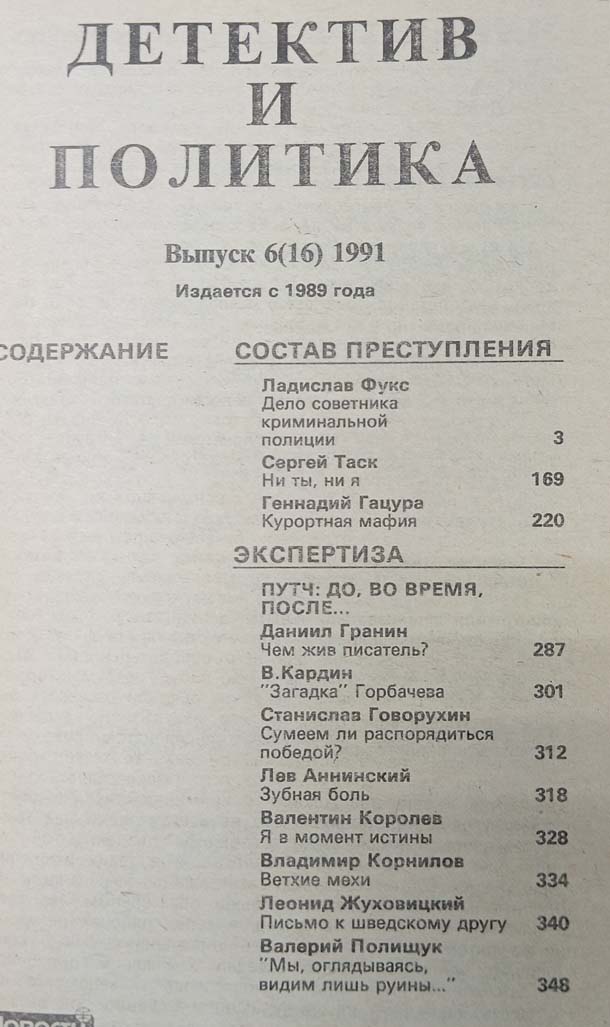 ДЕТЕКТИВ
И
ПОЛИТИКА
Выпуск 6(16) 1991
Издается с 1989 года
СОДЕРЖАНИЕ
СОСТАВ ПРЕСТУПЛЕНИЯ
Ладислав Фукс
Дело советника
криминальной
полиции 3
Сергей Таск
Ни ты, ни я 169
Геннадий Гацура
Курортная мафия 220
ЭКСПЕРТИЗА
ПУТЧ: ДО, ВО ВРЕМЯ,
ПОСЛЕ...
Даниил Гранин
Чем жив писатель? 287
В.Кардин
"Загадка" Горбачева 301
Станислав Говорухин
Сумеем ли распорядиться
победой? 312
Лев Аннинский
Зубная боль 318
Валентин Королев
Я в момент истины 328
Владимир Корнилов
Ветхие мехи 334
Леонид Жуховицкий
Письмо к шведскому другу 340
Валерий Полищук
"Мы, оглядываясь,
видим лишь руины..." 348
Новости